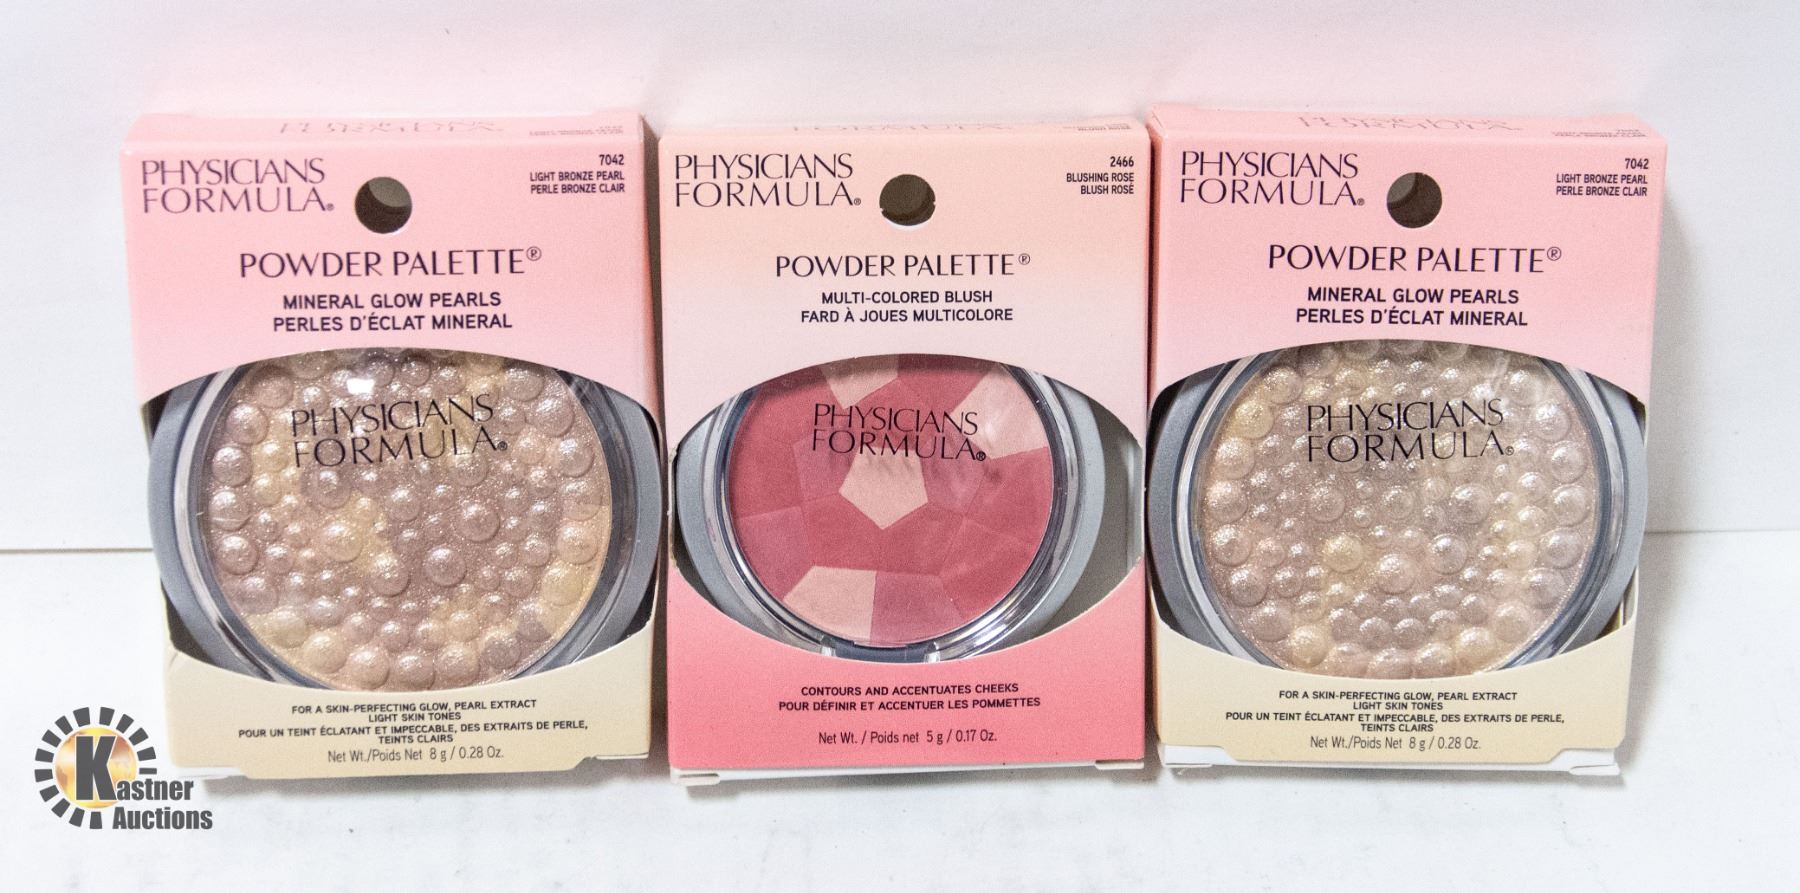 PHYSICIANS
FORMULA®
7042
LIGHT BRONZE PEARL
PERLE BRONZE CLAIR
POWDER PALETTE®
MINERAL GLOW PEARLS
PERLES D'ÉCLAT MINERAL
PHYSICIANS
FORMULA®
FOR A SKIN-PERFECTING GLOW, PEARL EXTRACT
LIGHT SKIN TONES
POUR UN TEINT ÉCLATANT ET IMPECCABLE, DES EXTRAITS DE PERLE,
TEINTS CLAIRS
Net Wt./Poids Net 8 g / 0.28 Oz.
PHYSICIANS
FORMULA®
2466
BLUSHING ROSE
BLUSH ROSÉ
POWDER PALETTE®
MULTI-COLORED BLUSH
FARD À JOUES MULTICOLORE
PHYSICIANS
FORMULA®
CONTOURS AND ACCENTUATES CHEEKS
POUR DÉFINIR ET ACCENTUER LES POMMETTES
Net Wt. / Poids net 5 g / 0.17 Oz.
PHYSICIANS
FORMULA®
7042
LIGHT BRONZE PEARL
PERLE BRONZE CLAIR
POWDER PALETTE®
MINERAL GLOW PEARLS
PERLES D'ÉCLAT MINERAL
PHYSICIANS
FORMULA®
FOR A SKIN-PERFECTING GLOW, PEARL EXTRACT
LIGHT SKIN TONES
POUR UN TEINT ÉCLATANT ET IMPECCABLE, DES EXTRAITS DE PERLE,
TEINTS CLAIRS
Net Wt./Poids Net 8 g / 0.28 Oz.
Kastner
Auctions